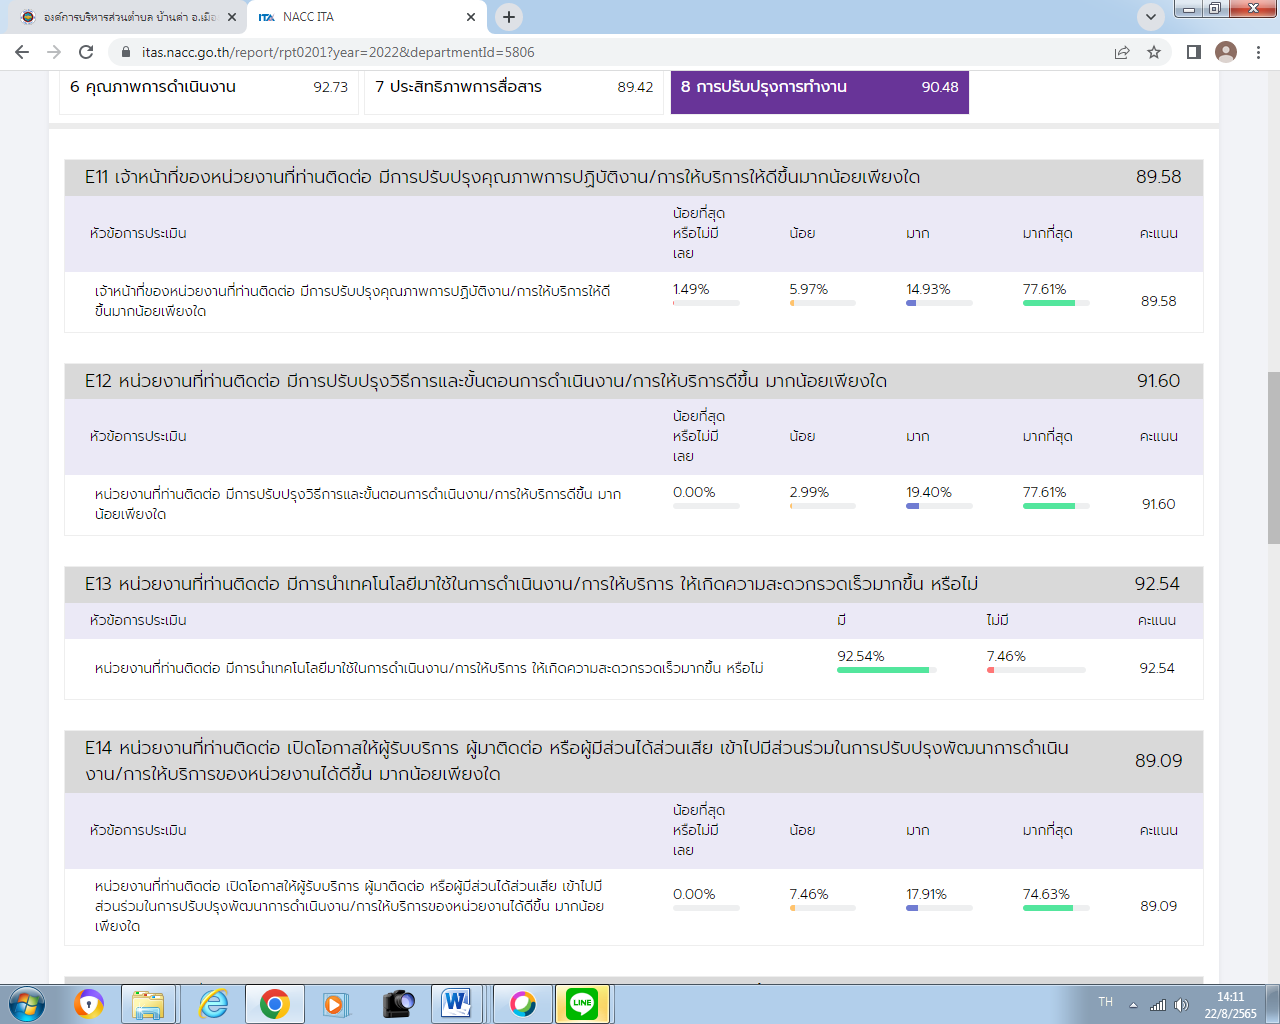 องค์การบริหารส่วนตำบล บ้านค่า อ.เมือ
ITA NACC ITA
itas.nacc.go.th/report/rpt0201?year=2022&departmentId=5806
6 คุณภาพการดำเนินงาน 92.73 7 ประสิทธิภาพการสื่อสาร 89.42 8 การปรับปรุงการทำงาน 90.48
E11 เจ้าหน้าที่ของหน่วยงานที่ท่านติดต่อ มีการปรับปรุงคุณภาพการปฏิบัติงาน/การให้บริการให้ดีขึ้นมากน้อยเพียงใด 89.58
หัวข้อการประเมิน น้อยที่สุด
หรือไม่มี
เลย น้อย มาก มากที่สุด คะแนน
เจ้าหน้าที่ของหน่วยงานที่ท่านติดต่อ มีการปรับปรุงคุณภาพการปฏิบัติงาน/การให้บริการให้ดี
ขึ้นมากน้อยเพียงใด 1.49% 5.97% 14.93% 77.61% 89.58
E12 หน่วยงานที่ท่านติดต่อ มีการปรับปรุงวิธีการและขั้นตอนการดำเนินงาน/การให้บริการดีขึ้น มากน้อยเพียงใด 91.60
หัวข้อการประเมิน น้อยที่สุด
หรือไม่มี
เลย น้อย มาก มากที่สุด คะแนน
หน่วยงานที่ท่านติดต่อ มีการปรับปรุงวิธีการและขั้นตอนการดำเนินงาน/การให้บริการดีขึ้น มาก
น้อยเพียงใด 0.00% 2.99% 19.40% 77.61% 91.60
E13 หน่วยงานที่ท่านติดต่อ มีการนำเทคโนโลยีมาใช้ในการดำเนินงาน/การให้บริการ ให้เกิดความสะดวกรวดเร็วมากขึ้น หรือไม่ 92.54
หัวข้อการประเมิน มี ไม่มี คะแนน
หน่วยงานที่ท่านติดต่อ มีการนำเทคโนโลยีมาใช้ในการดำเนินงาน/การให้บริการ ให้เกิดความสะดวกรวดเร็วมากขึ้น หรือไม่ 92.54% 7.46% 92.54
E14 หน่วยงานที่ท่านติดต่อ เปิดโอกาสให้ผู้รับบริการ ผู้มาติดต่อ หรือผู้มีส่วนได้ส่วนเสีย เข้าไปมีส่วนร่วมในการปรับปรุงพัฒนาการดำเนิน
งาน/การให้บริการของหน่วยงานได้ดีขึ้น มากน้อยเพียงใด 89.09
หัวข้อการประเมิน น้อยที่สุด
หรือไม่มี
เลย น้อย มาก มากที่สุด คะแนน
หน่วยงานที่ท่านติดต่อ เปิดโอกาสให้ผู้รับบริการ ผู้มาติดต่อ หรือผู้มีส่วนได้ส่วนเสีย เข้าไปมี
ส่วนร่วมในการปรับปรุงพัฒนาการดำเนินงาน/การให้บริการของหน่วยงานได้ดีขึ้น มากน้อย
เพียงใด 0.00% 7.46% 17.91% 74.63% 89.09
LINE
TH 14:11
22/8/2565